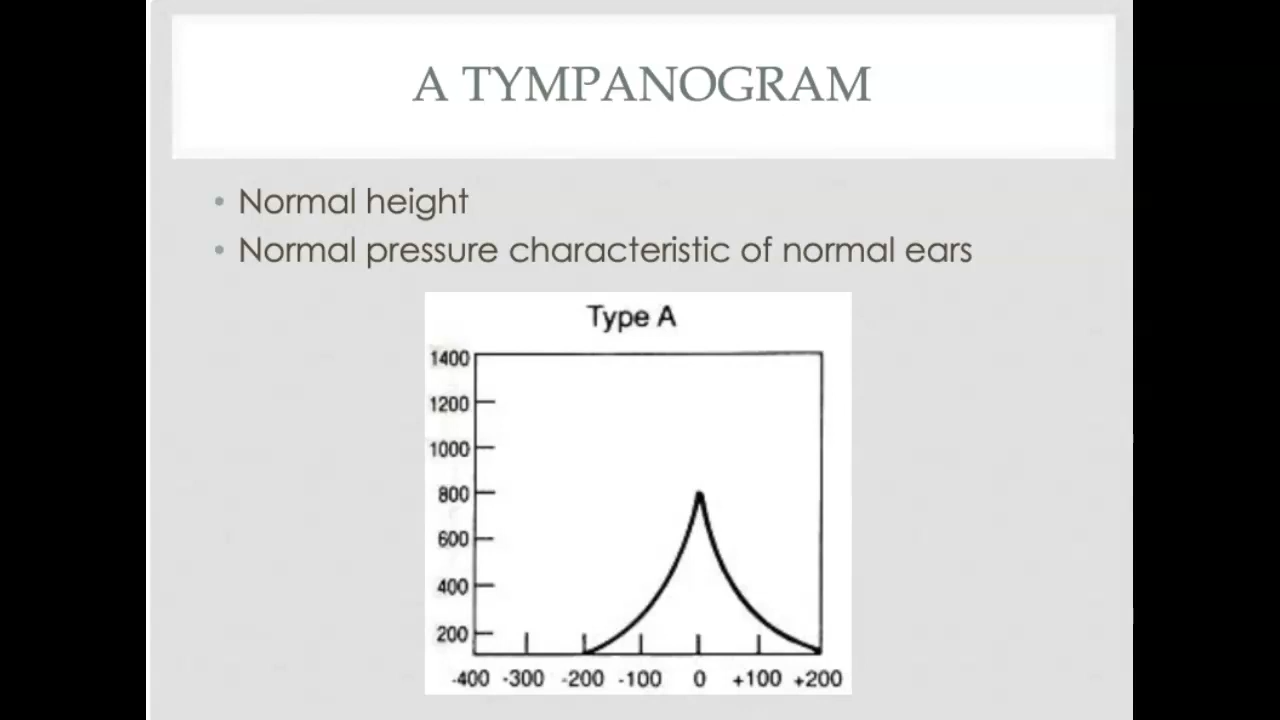 A TYMPANOGRAM
• Normal height
• Normal pressure characteristic of normal ears
Type A
1400
1200
1000
800
600
400
200
-400 -300 -200 -100 0 +100 +200